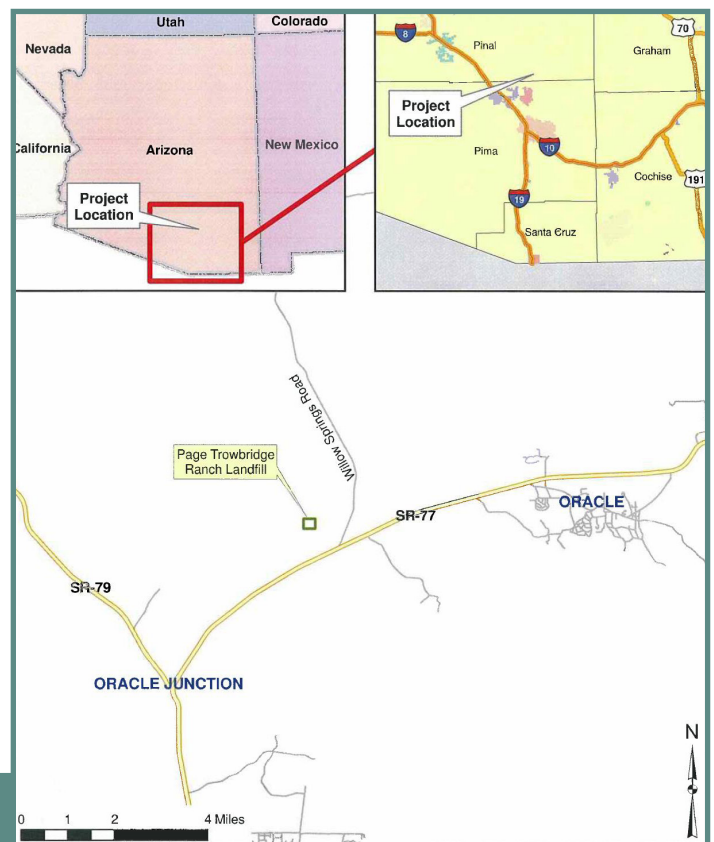 Utah
Colorado
Nevada
California
Arizona
New Mexico
Project
Location
8
Pinal
Graham
70
Project
Location
Pima
10
Cochise
191
19
Santa Cruz
Willow Springs Road
Page Trowbridge
Ranch Landfill
SR-77
ORACLE
SR-79
ORACLE JUNCTION
N
0 1 2 4 Miles